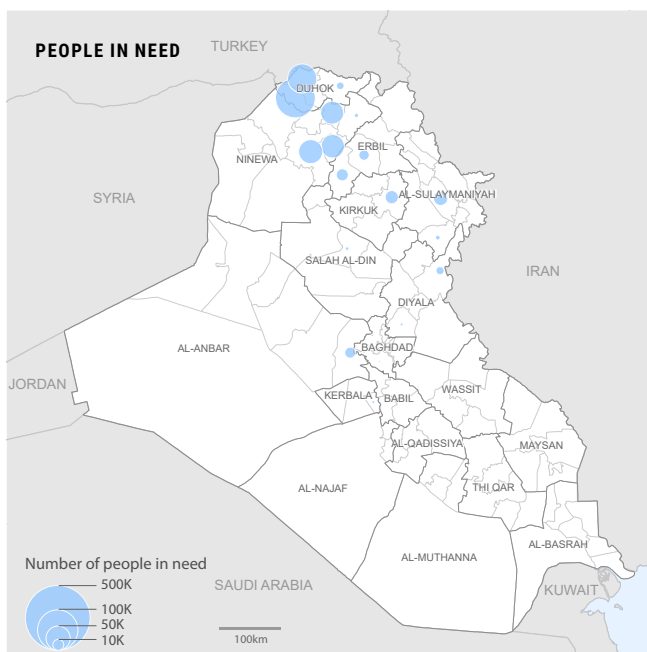 PEOPLE IN NEED
TURKEY
DUHOK
ERBIL
NINEWA
SYRIA
AL-SULAYMANIYAH
KIRKUK
SALAH AL-DIN
IRAN
DIYALA
BAGHDAD
AL-ANBAR
JORDAN
KERBALA
BABIL
WASSIT
AL-QADISSIYA
MAYSAN
THI QAR
AL-NAJAF
AL-BASRAH
AL-MUTHANNA
Number of people in need
500K
100K
50K
10K
SAUDI ARABIA
KUWAIT
100km